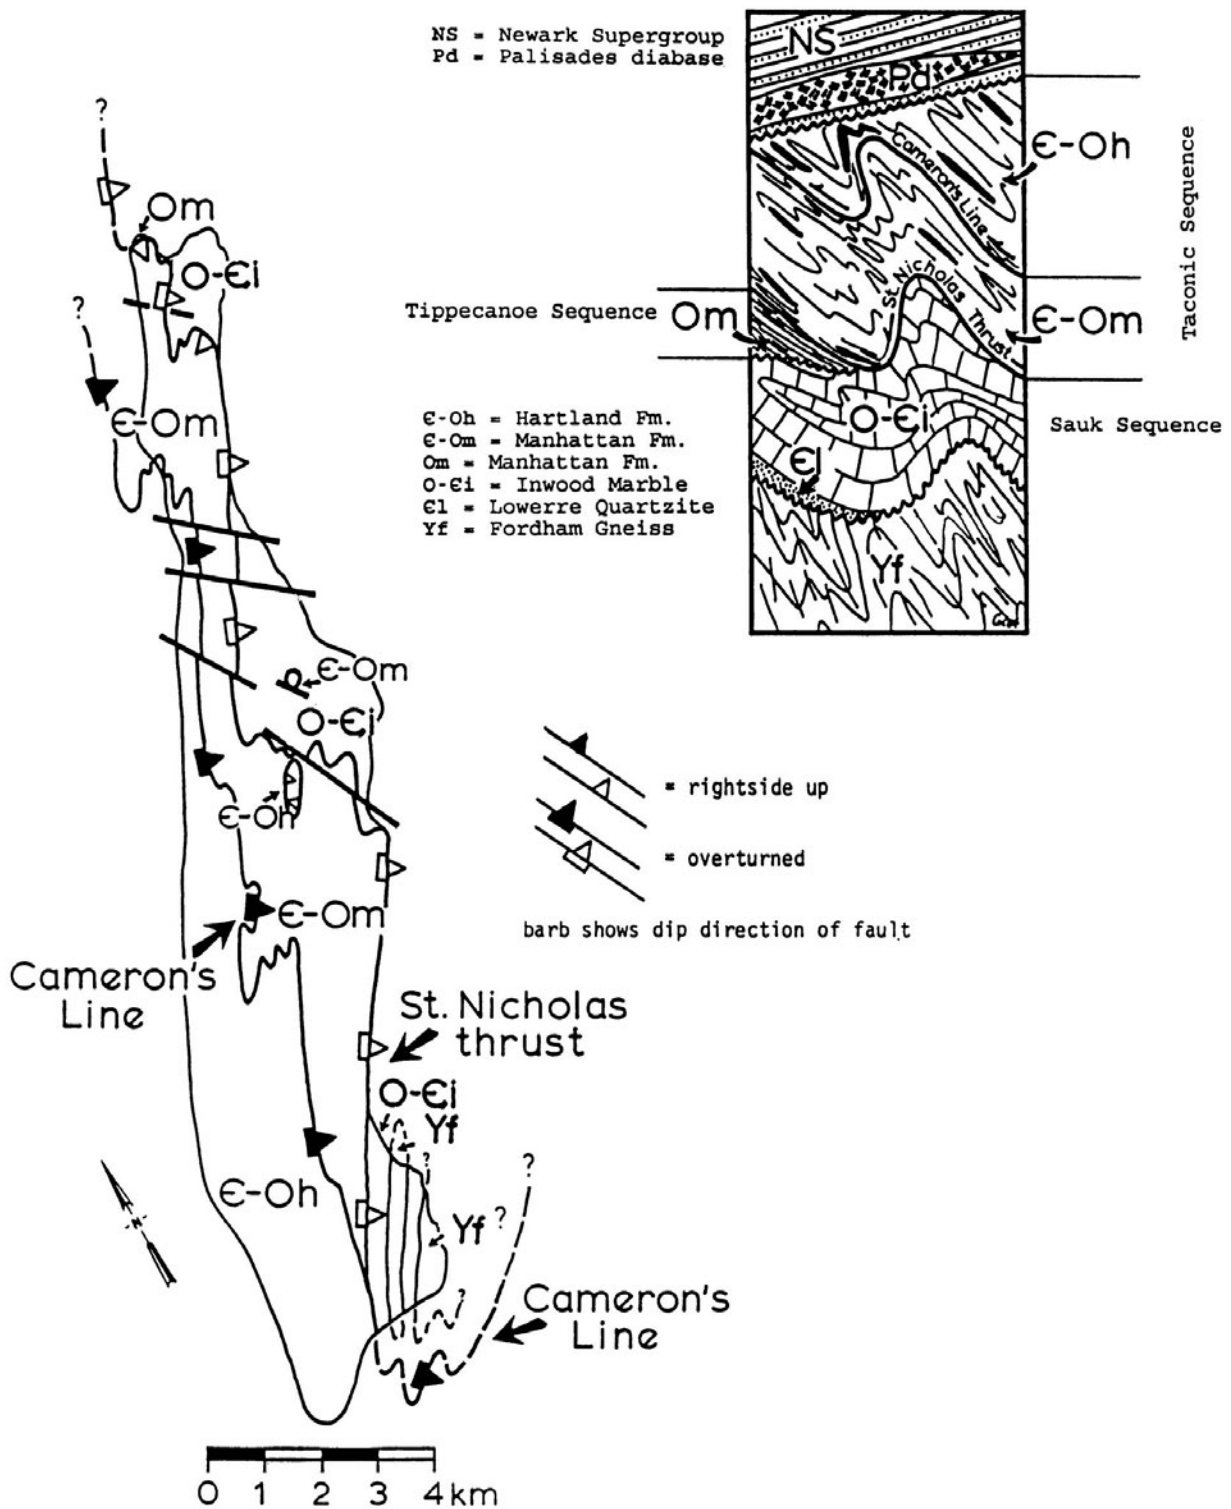 NS = Newark Supergroup
Pd = Palisades diabase
NS
Pd
Cameron's Line
Є-Oh
Taconic Sequence
St. Nicholas Thrust
Tippecanoe Sequence
Om
Є-Om
O-Єi
Sauk Sequence
Єl
Yf
Є-Oh = Hartland Fm.
Є-Om = Manhattan Fm.
Om = Manhattan Fm.
O-Єi = Inwood Marble
Єl = Lowerre Quartzite
Yf = Fordham Gneiss
?
Om
O-Єi
?
Є-Om
Є-Om
O-Єi
Є-Oh
= rightside up
= overturned
barb shows dip direction of fault
Є-Om
Cameron's
Line
St. Nicholas
thrust
O-Єi
Yf
?
?
Є-Oh
N
Yf ?
?
Cameron's
Line
0 1 2 3 4 km